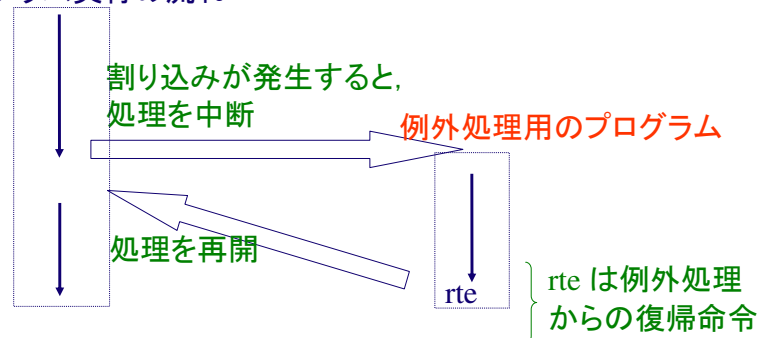 割り込みが発生すると,
処理を中断
例外処理用のプログラム
処理を再開
rte
rte は例外処理
からの復帰命令